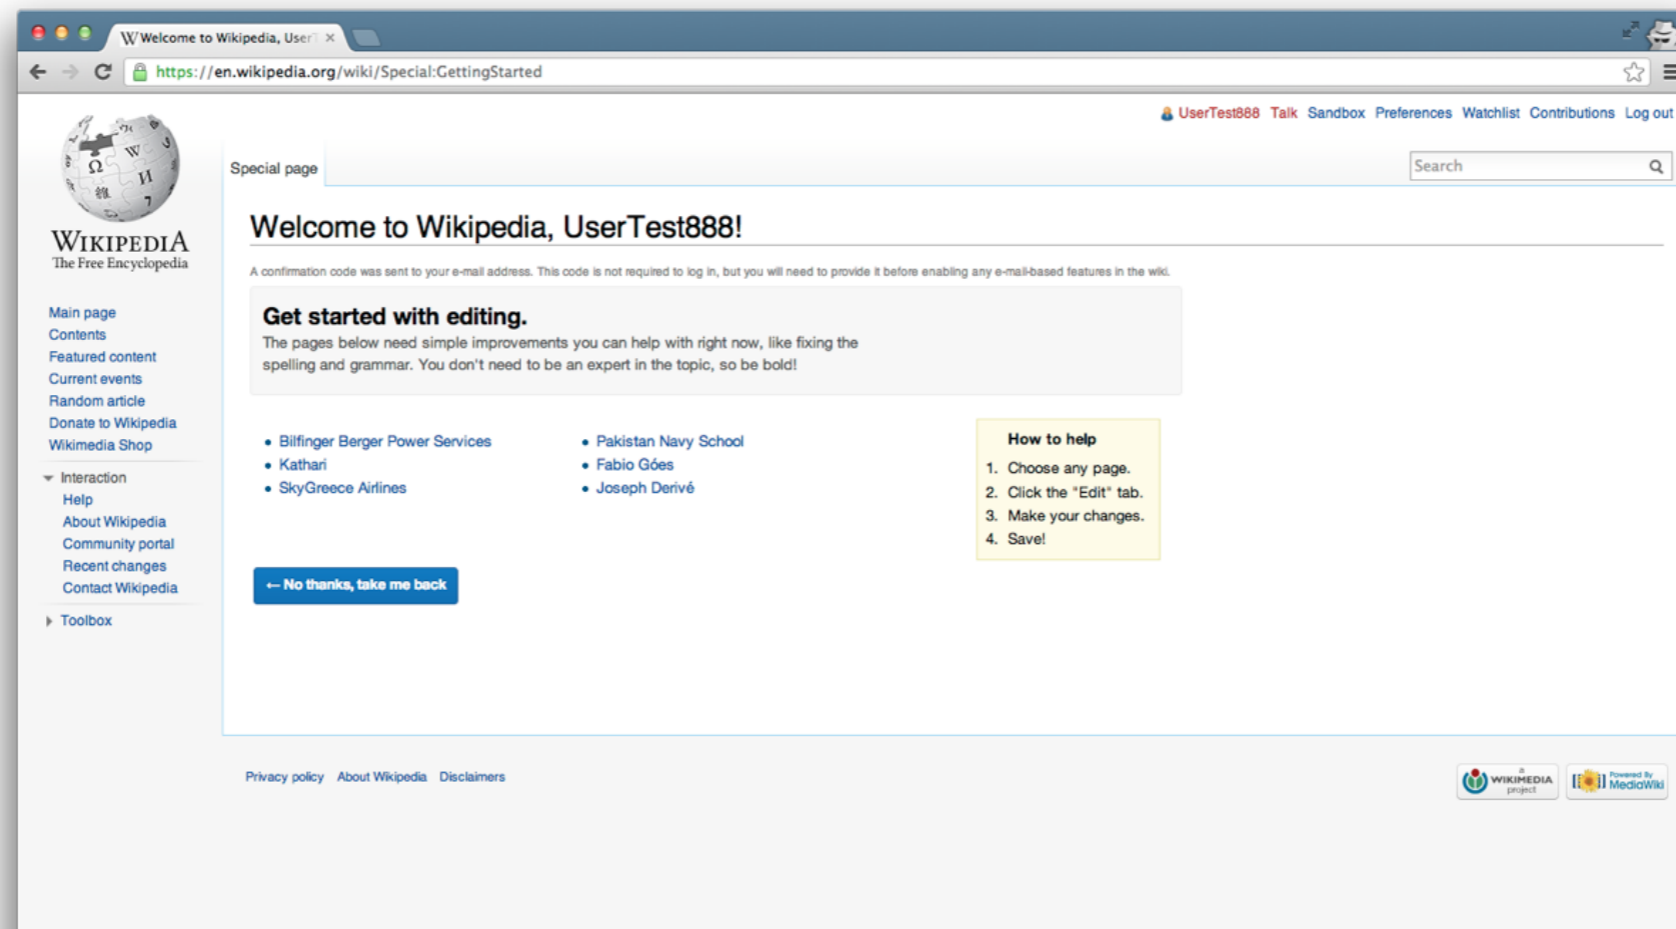 W Welcome to Wikipedia, UserT ×
https://en.wikipedia.org/wiki/Special:GettingStarted
UserTest888 Talk Sandbox Preferences Watchlist Contributions Log out
Special page
Search
Ω W И 維 7
WIKIPEDIA
The Free Encyclopedia
Welcome to Wikipedia, UserTest888!
A confirmation code was sent to your e-mail address. This code is not required to log in, but you will need to provide it before enabling any e-mail-based features in the wiki.
Get started with editing.
The pages below need simple improvements you can help with right now, like fixing the
spelling and grammar. You don't need to be an expert in the topic, so be bold!
Main page
Contents
Featured content
Current events
Random article
Donate to Wikipedia
Wikimedia Shop
Interaction
Help
About Wikipedia
Community portal
Recent changes
Contact Wikipedia
Toolbox
• Bilfinger Berger Power Services
• Kathari
• SkyGreece Airlines
• Pakistan Navy School
• Fabio Góes
• Joseph Derivé
How to help
1. Choose any page.
2. Click the "Edit" tab.
3. Make your changes.
4. Save!
← No thanks, take me back
Privacy policy About Wikipedia Disclaimers
a
WIKIMEDIA
project
Powered By
MediaWiki